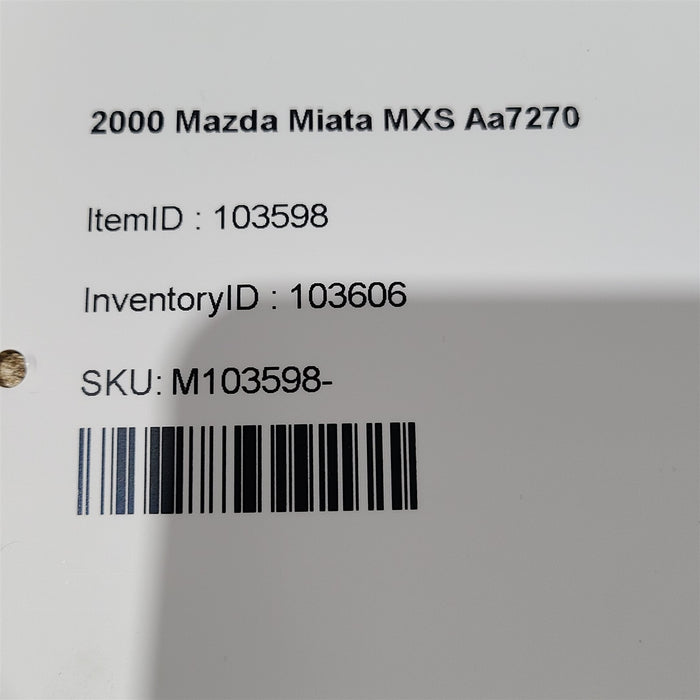 2000 Mazda Miata MXS Aa7270
ItemID : 103598
InventoryID : 103606
SKU: M103598-